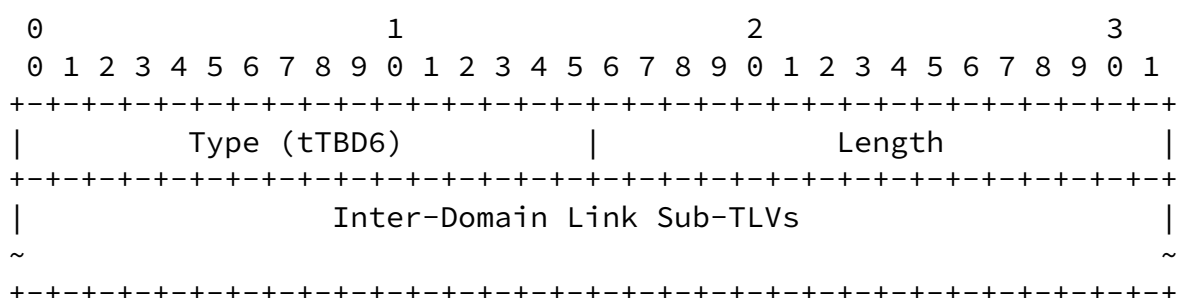 0                   1                   2                   3
0 1 2 3 4 5 6 7 8 9 0 1 2 3 4 5 6 7 8 9 0 1 2 3 4 5 6 7 8 9 0 1
+-+-+-+-+-+-+-+-+-+-+-+-+-+-+-+-+-+-+-+-+-+-+-+-+-+-+-+-+-+-+-+-+
|         Type (tTBD6)          |             Length            |
+-+-+-+-+-+-+-+-+-+-+-+-+-+-+-+-+-+-+-+-+-+-+-+-+-+-+-+-+-+-+-+-+
|                 Inter-Domain Link Sub-TLVs                    |
~                                                               ~
+-+-+-+-+-+-+-+-+-+-+-+-+-+-+-+-+-+-+-+-+-+-+-+-+-+-+-+-+-+-+-+-+